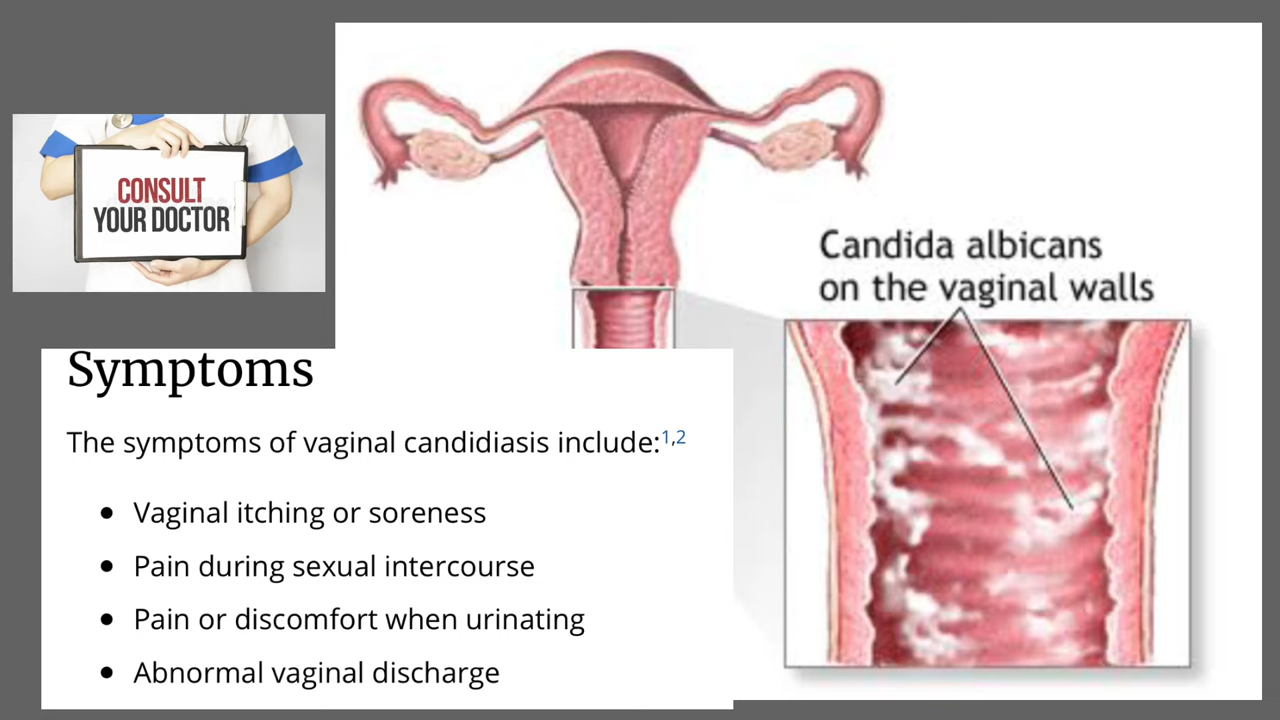 CONSULT
YOUR DOCTOR
Candida albicans
on the vaginal walls
Symptoms
The symptoms of vaginal candidiasis include:1,2
• Vaginal itching or soreness
• Pain during sexual intercourse
• Pain or discomfort when urinating
• Abnormal vaginal discharge